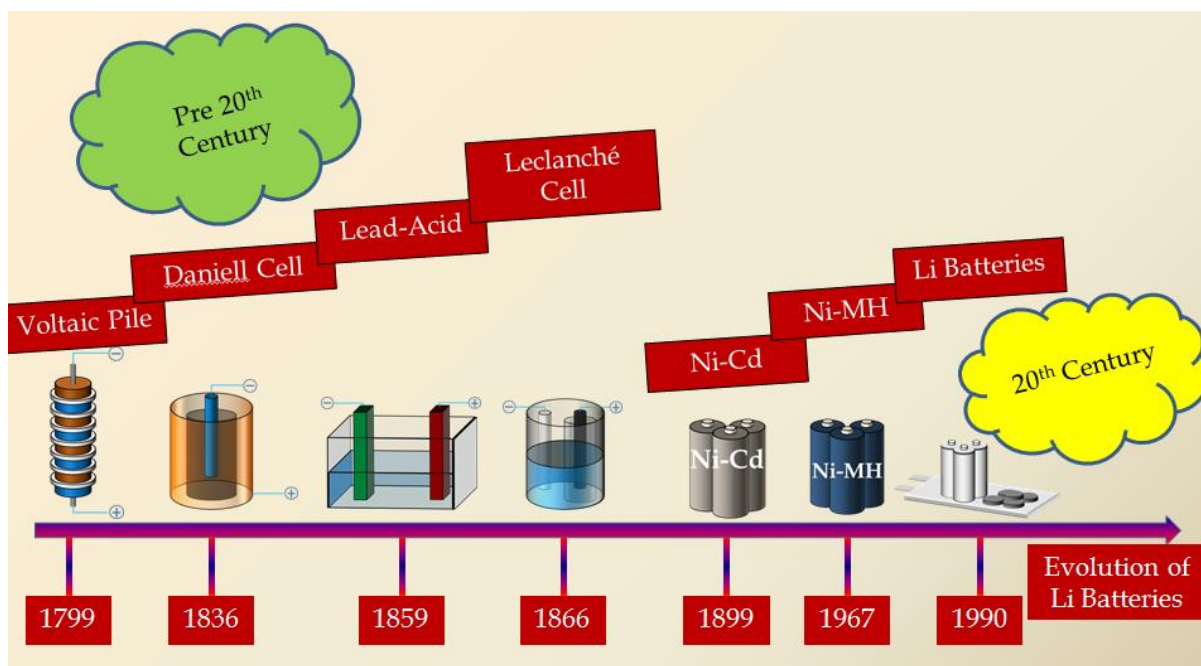 Pre 20th
Century
Leclanché
Cell
Lead-Acid
Daniell Cell
Voltaic Pile
Li Batteries
Ni-MH
Ni-Cd
20th Century
−
+
−
+
−
+
−
+
Ni-Cd
Ni-MH
Evolution of
Li Batteries
1799
1836
1859
1866
1899
1967
1990